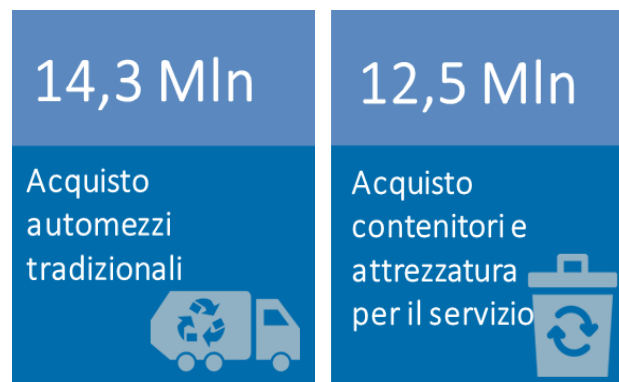 14,3 Mln
Acquisto
automezzi
tradizionali
12,5 Mln
Acquisto
contenitori e
attrezzatura
per il servizio